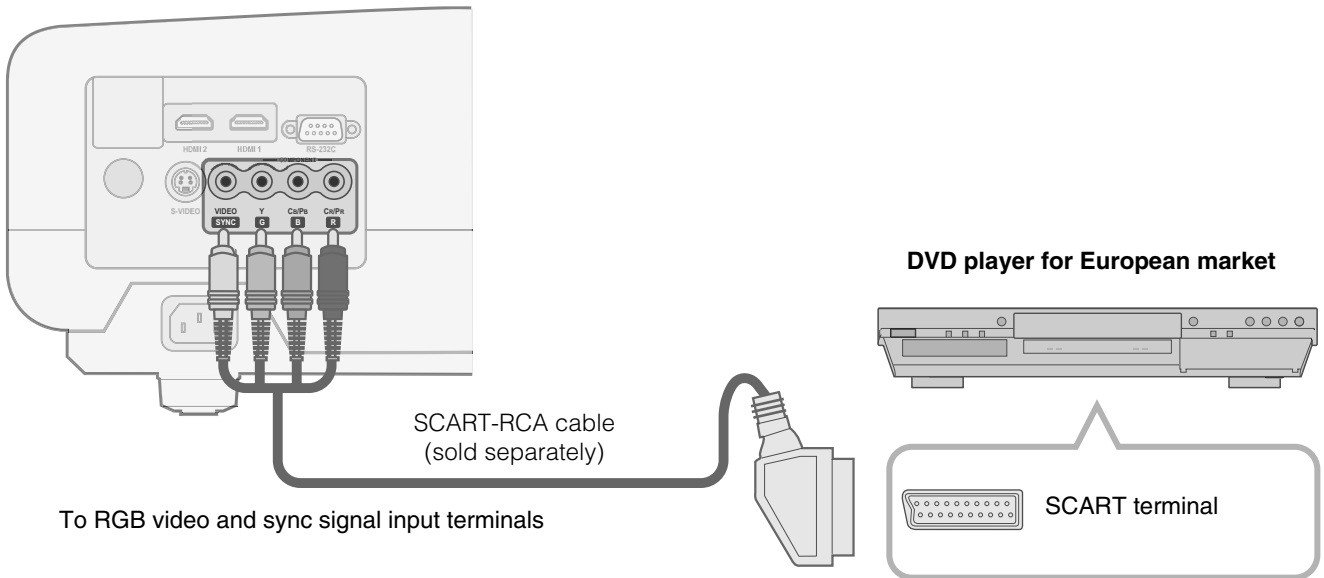 HDMI 2 HDMI 1 RS-232C
COMPONENT
S-VIDEO VIDEO Y CB/PB CR/PR
SYNC G B R
DVD player for European market
SCART-RCA cable
(sold separately)
To RGB video and sync signal input terminals
SCART terminal